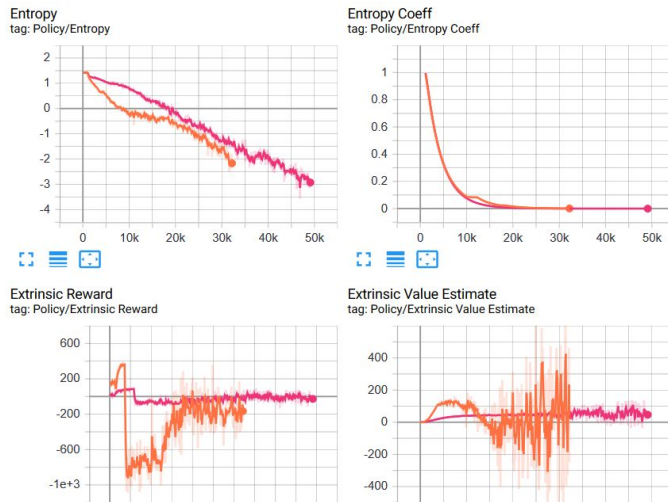 Entropy
tag: Policy/Entropy
2
1
0
-1
-2
-3
-4
0 10k 20k 30k 40k 50k
Entropy Coeff
tag: Policy/Entropy Coeff
1
0.8
0.6
0.4
0.2
0
0 10k 20k 30k 40k 50k
Extrinsic Reward
tag: Policy/Extrinsic Reward
600
200
-200
-600
-1e+3
Extrinsic Value Estimate
tag: Policy/Extrinsic Value Estimate
400
200
0
-200
-400